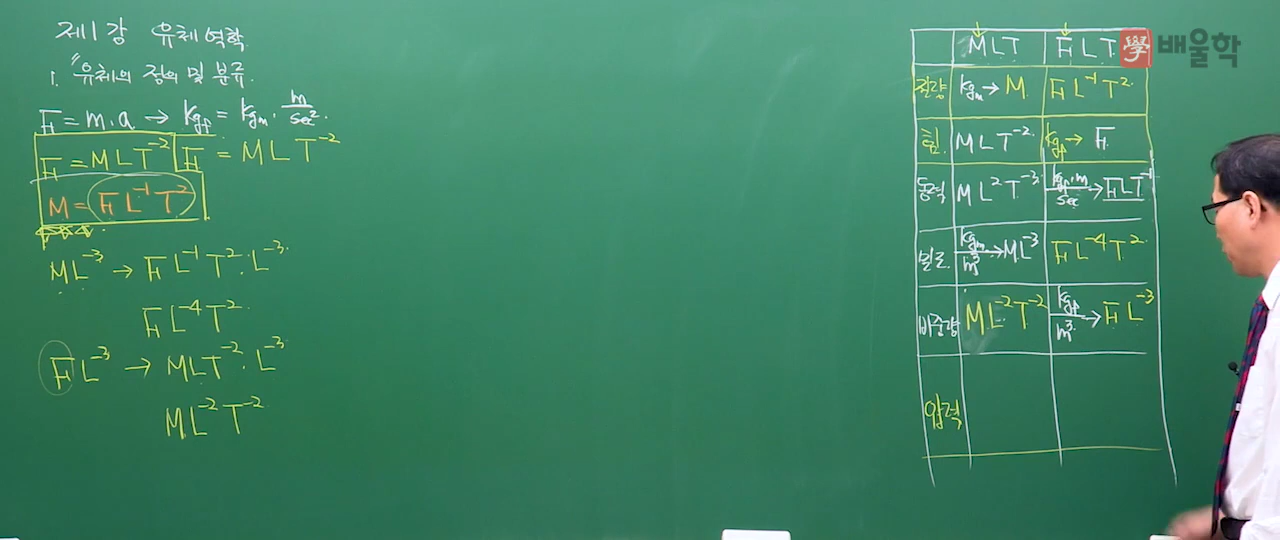 제1강 유체역학
1. "유체의 정의 및 분류.
F = m.a → kgf = kgm · m/sec².
F = MLT⁻² F = MLT⁻²
M = FL⁻¹T²
ML⁻³ → FL⁻¹T²·L⁻³
FL⁻⁴T²
FL⁻³ → MLT⁻²·L⁻³
ML⁻²T⁻²
MLT FLT
질량 kgm → M FL⁻¹T²
힘 MLT⁻² kgf → F
동력 ML²T⁻³ kgf·m/sec → FLT⁻¹
밀도 kgm/m³ → ML⁻³ FL⁻⁴T²
비중량 ML⁻²T⁻² kgf/m³ → FL⁻³
압력
學 배울학